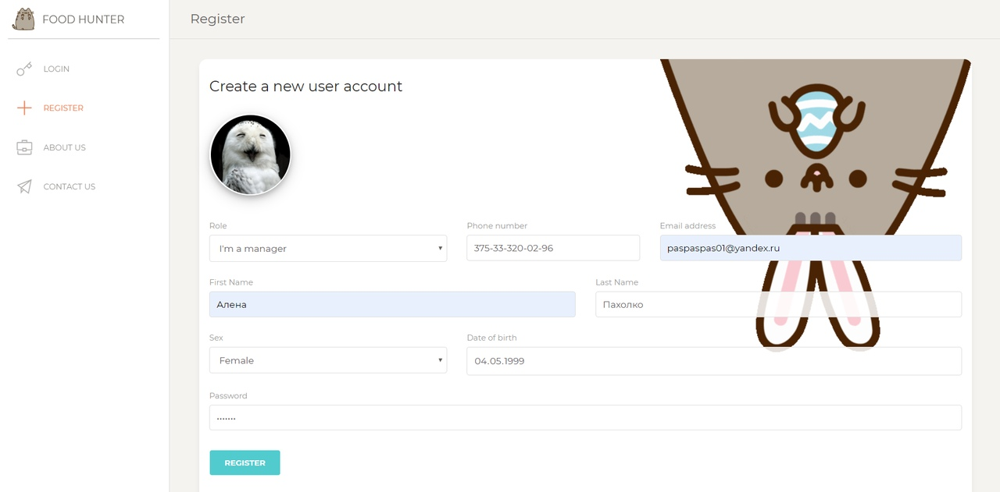 FOOD HUNTER
Register
LOGIN
REGISTER
ABOUT US
CONTACT US
Create a new user account
Role
Phone number
Email address
I'm a manager
375-33-320-02-96
paspaspas01@yandex.ru
First Name
Last Name
Алена
Пахолко
Sex
Date of birth
Female
04.05.1999
Password
•••••••
REGISTER